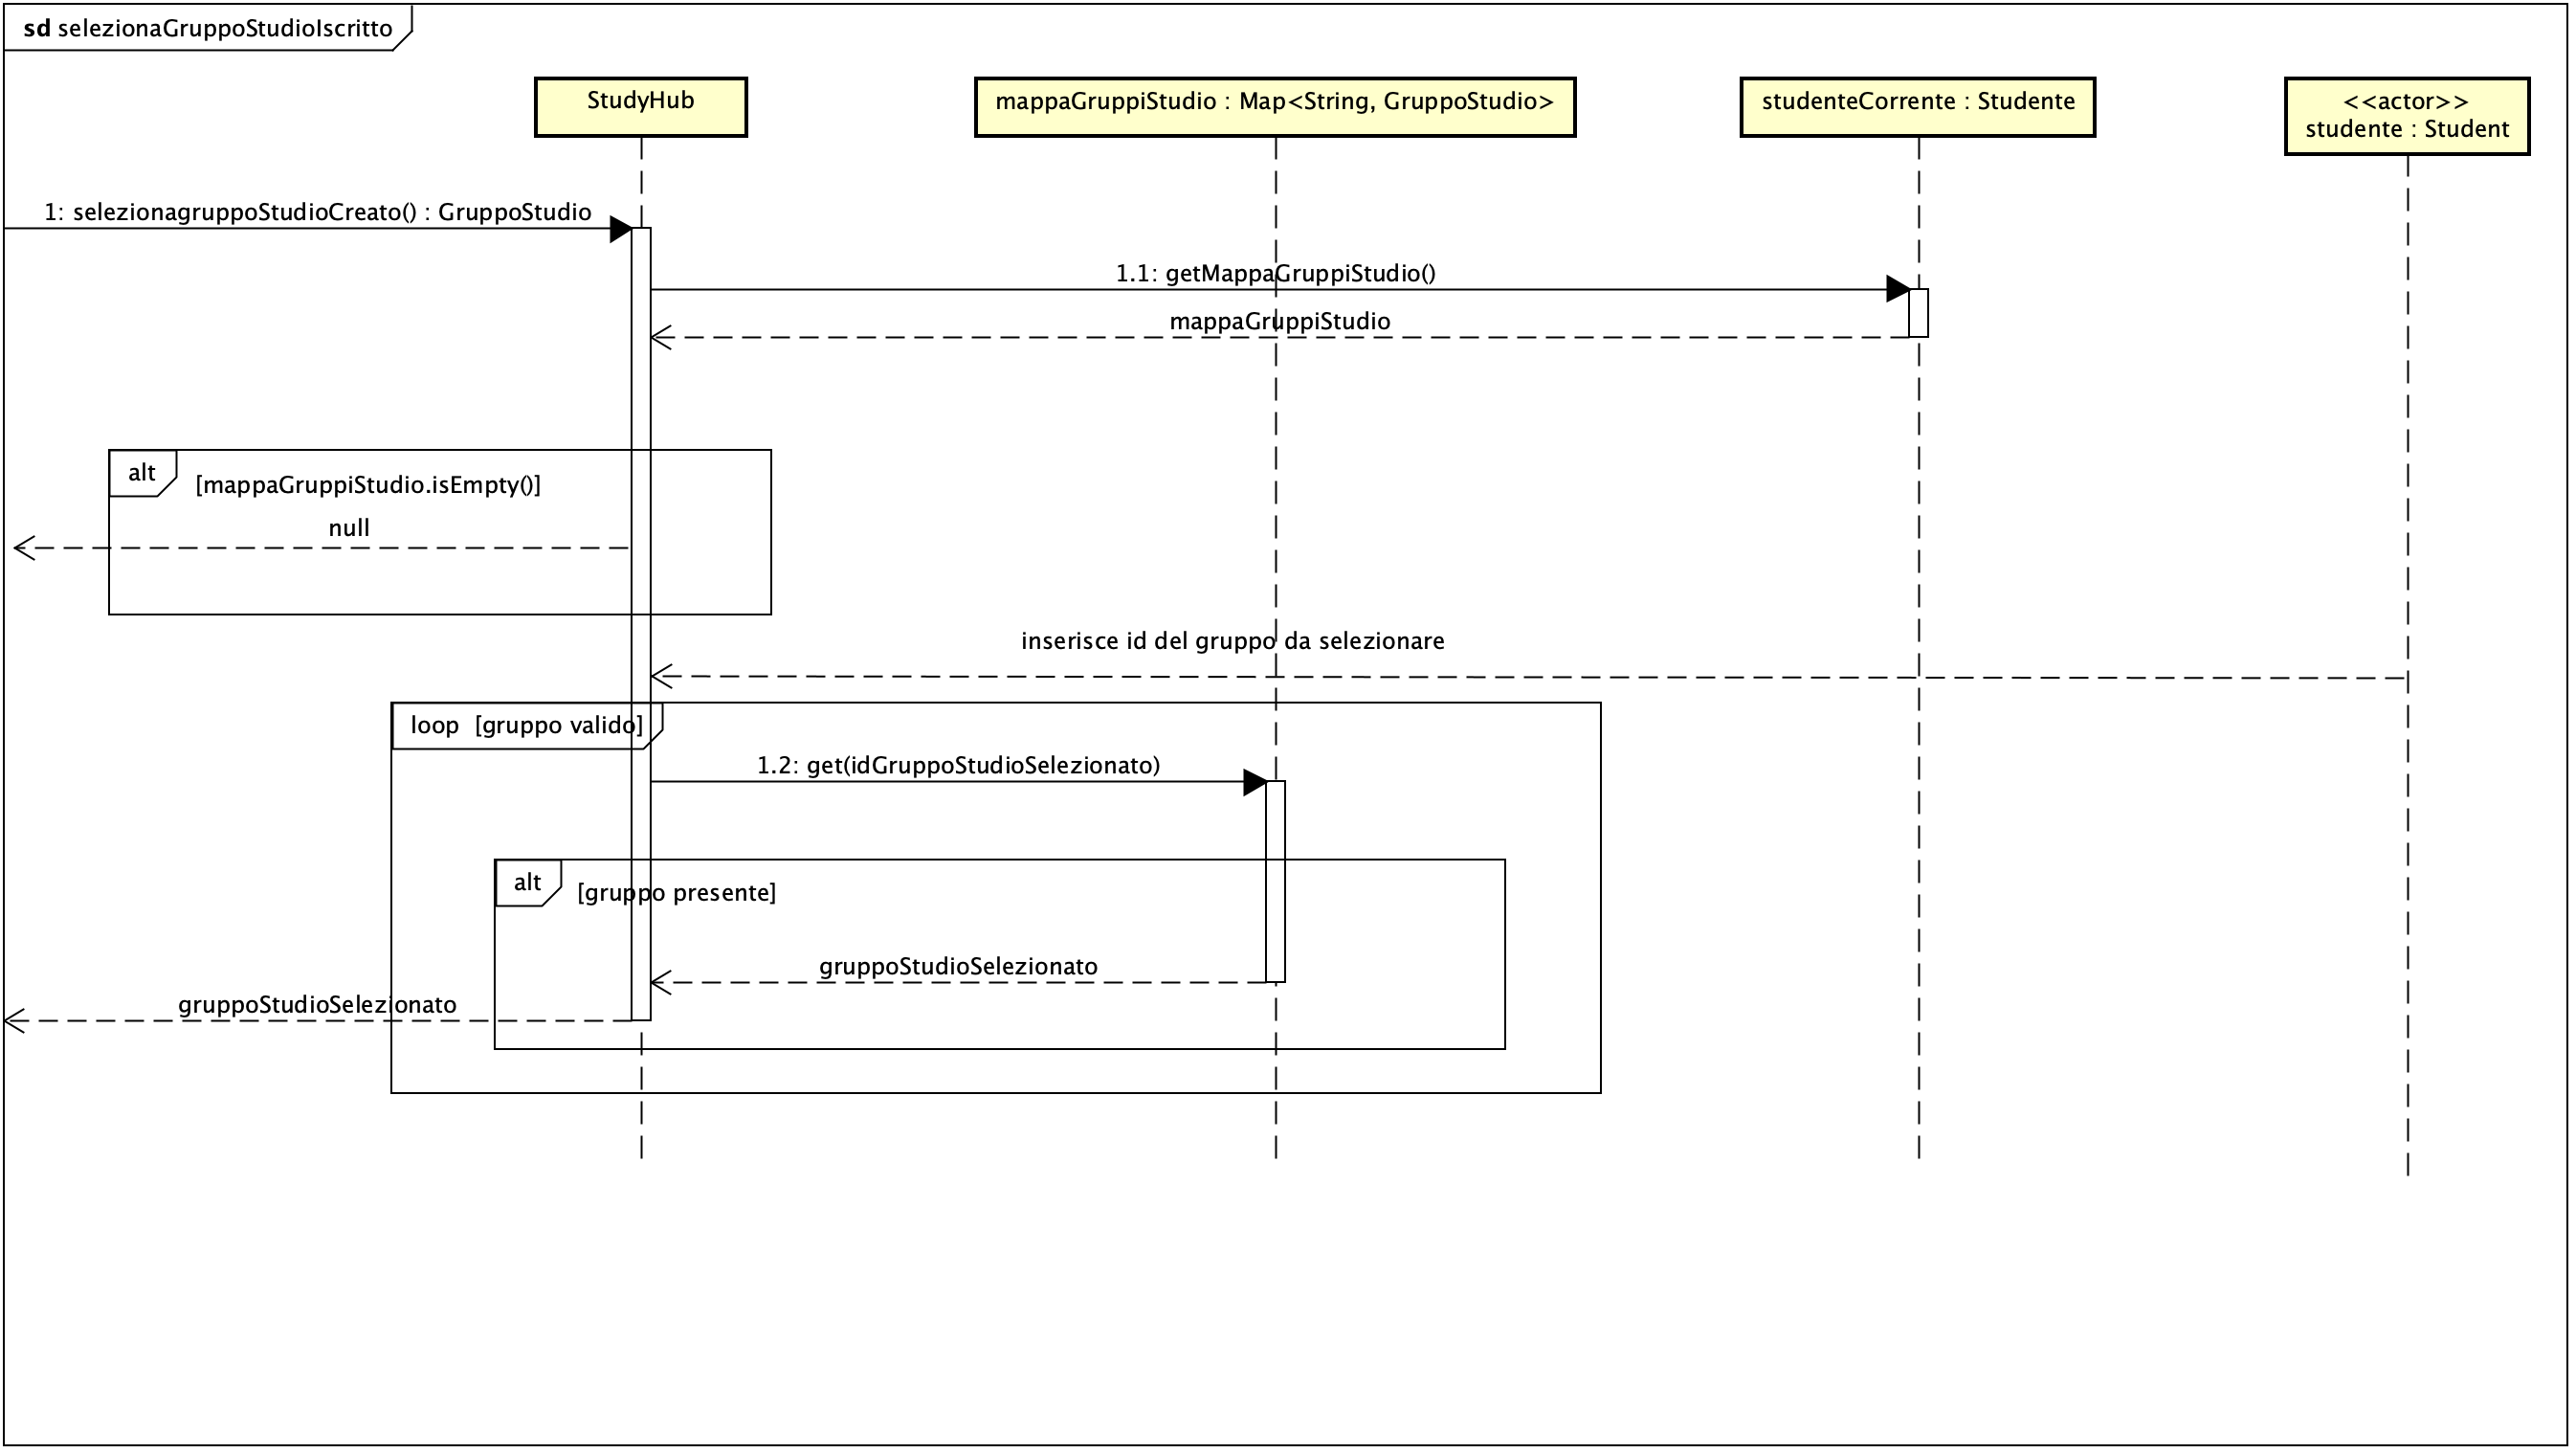 sd selezionaGruppoStudioIscritto
StudyHub
mappaGruppiStudio : Map<String, GruppoStudio>
studenteCorrente : Studente
<<actor>>
studente : Student
1: selezionagruppoStudioCreato() : GruppoStudio
1.1: getMappaGruppiStudio()
mappaGruppiStudio
alt
[mappaGruppiStudio.isEmpty()]
null
inserisce id del gruppo da selezionare
loop [gruppo valido]
1.2: get(idGruppoStudioSelezionato)
alt
[gruppo presente]
gruppoStudioSelezionato
gruppoStudioSelezionato